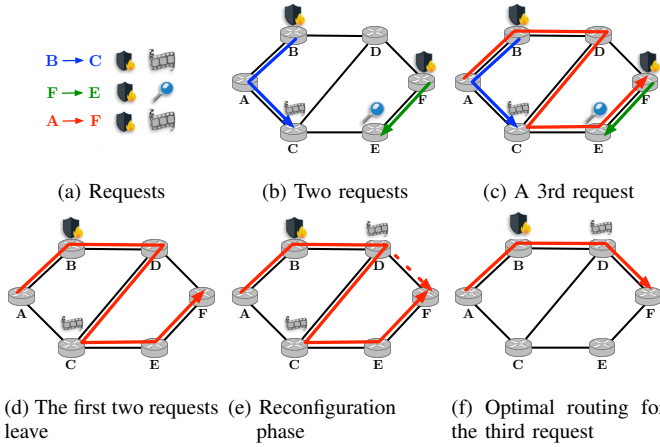 B → C
F → E
A → F
A
B
C
D
E
F
A
B
C
D
E
F
(a) Requests
(b) Two requests
(c) A 3rd request
A
B
C
D
E
F
A
B
C
D
E
F
A
B
C
D
E
F
(d) The first two requests
leave
(e) Reconfiguration
phase
(f) Optimal routing for
the third request